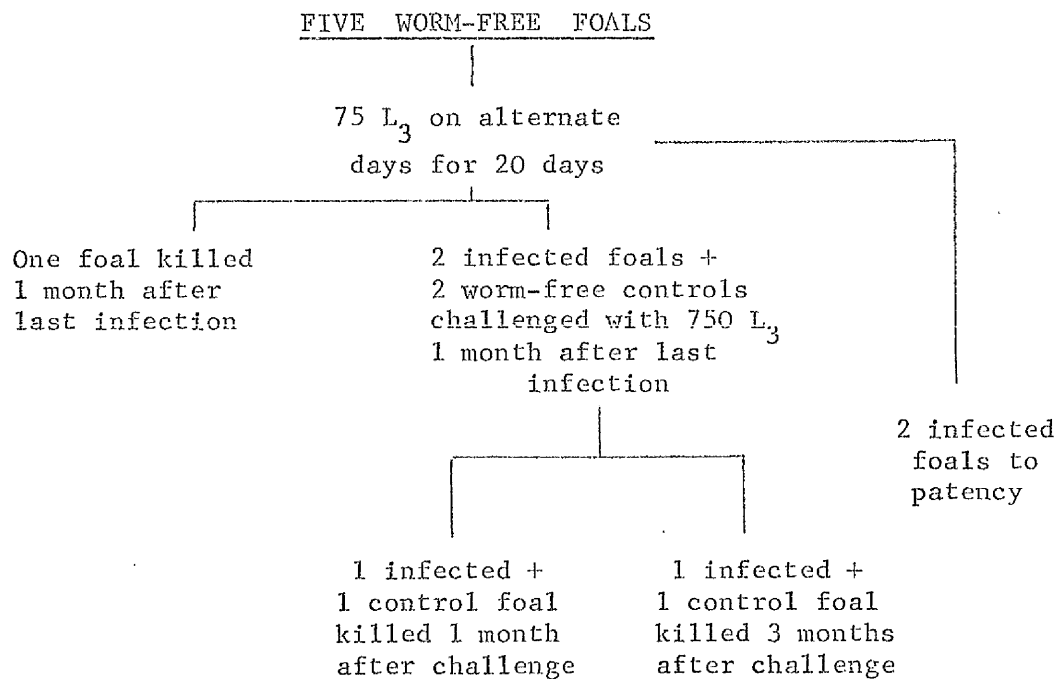 FIVE WORM-FREE FOALS
75 L3 on alternate
days for 20 days
One foal killed
1 month after
last infection
2 infected foals +
2 worm-free controls
challenged with 750 L3
1 month after last
infection
2 infected
foals to
patency
1 infected +
1 control foal
killed 1 month
after challenge
1 infected +
1 control foal
killed 3 months
after challenge